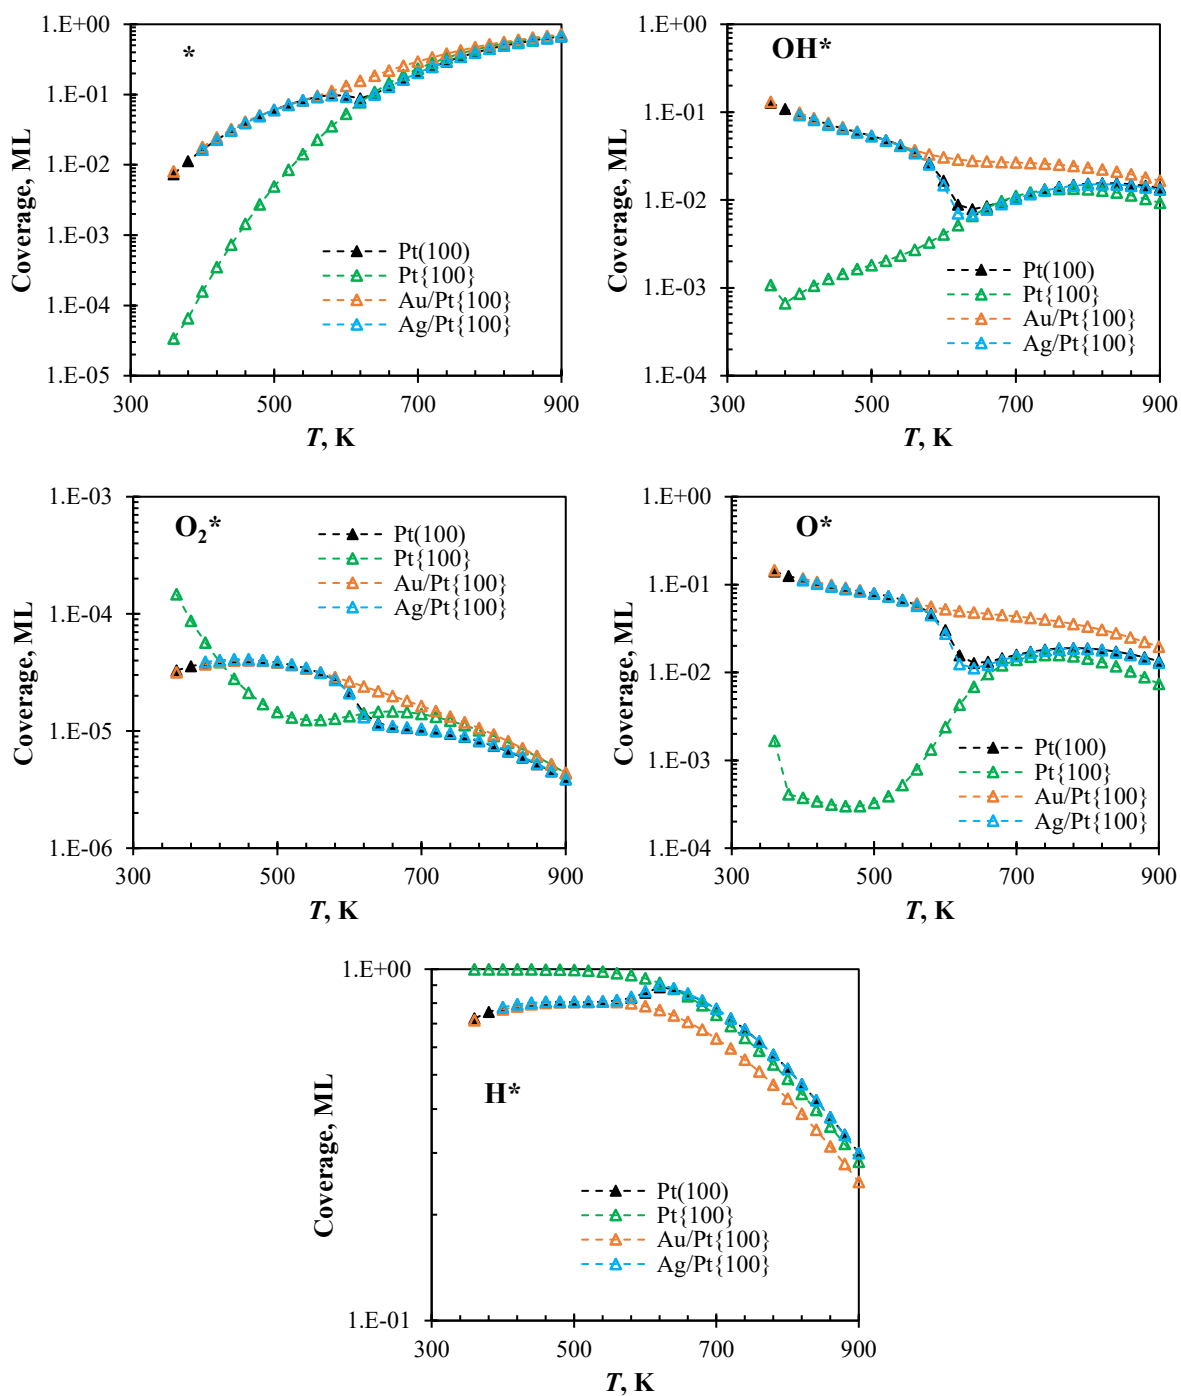 1.E+00
1.E-01
1.E-02
1.E-03
1.E-04
1.E-05
Coverage, ML
*
Pt(100)
Pt{100}
Au/Pt{100}
Ag/Pt{100}
300 500 700 900
T, K
1.E+00
1.E-01
1.E-02
1.E-03
1.E-04
Coverage, ML
OH*
Pt(100)
Pt{100}
Au/Pt{100}
Ag/Pt{100}
300 500 700 900
T, K
1.E-03
1.E-04
1.E-05
1.E-06
Coverage, ML
O₂*
Pt(100)
Pt{100}
Au/Pt{100}
Ag/Pt{100}
300 500 700 900
T, K
1.E+00
1.E-01
1.E-02
1.E-03
1.E-04
Coverage, ML
O*
Pt(100)
Pt{100}
Au/Pt{100}
Ag/Pt{100}
300 500 700 900
T, K
1.E+00
1.E-01
Coverage, ML
H*
Pt(100)
Pt{100}
Au/Pt{100}
Ag/Pt{100}
300 500 700 900
T, K